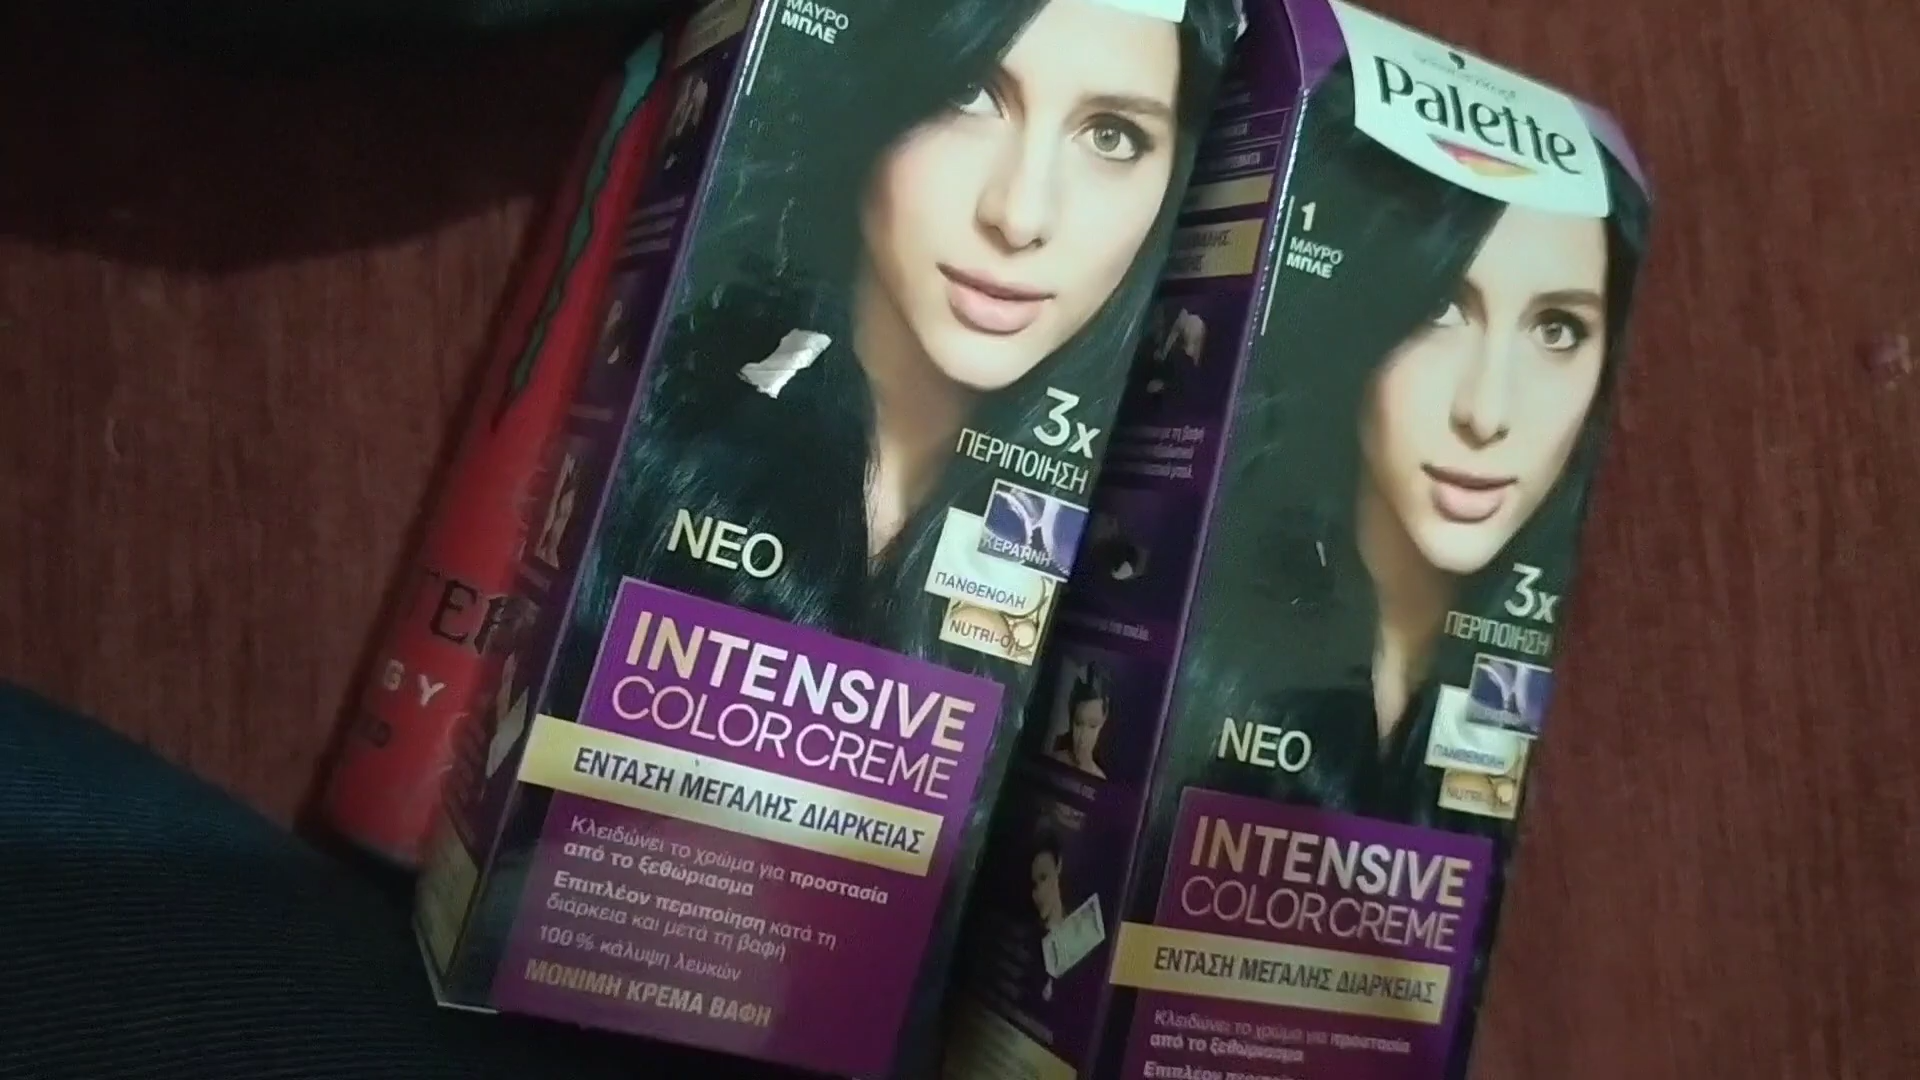 ΜΑΥΡΟ
ΜΠΛΕ
3x
ΠΕΡΙΠΟΙΗΣΗ
ΚΕΡΑΤΙΝΗ
ΠΑΝΘΕΝΟΛΗ
NUTRI-OIL
ΝΕΟ
INTENSIVE
COLOR CREME
ΕΝΤΑΣΗ ΜΕΓΑΛΗΣ ΔΙΑΡΚΕΙΑΣ
Κλειδώνει το χρώμα για προστασία
από το ξεθώριασμα
Επιπλέον περιποίηση κατά τη
διάρκεια και μετά τη βαφή
100% κάλυψη λευκών
ΜΟΝΙΜΗ ΚΡΕΜΑ ΒΑΦΗ
Palette
1
ΜΑΥΡΟ
ΜΠΛΕ
3x
ΠΕΡΙΠΟΙΗΣΗ
ΠΑΝΘΕΝΟΛΗ
ΝΕΟ
INTENSIVE
COLOR CREME
ΕΝΤΑΣΗ ΜΕΓΑΛΗΣ ΔΙΑΡΚΕΙΑΣ
Κλειδώνει το χρώμα για προστασία
από το ξεθώριασμα
Επιπλέον